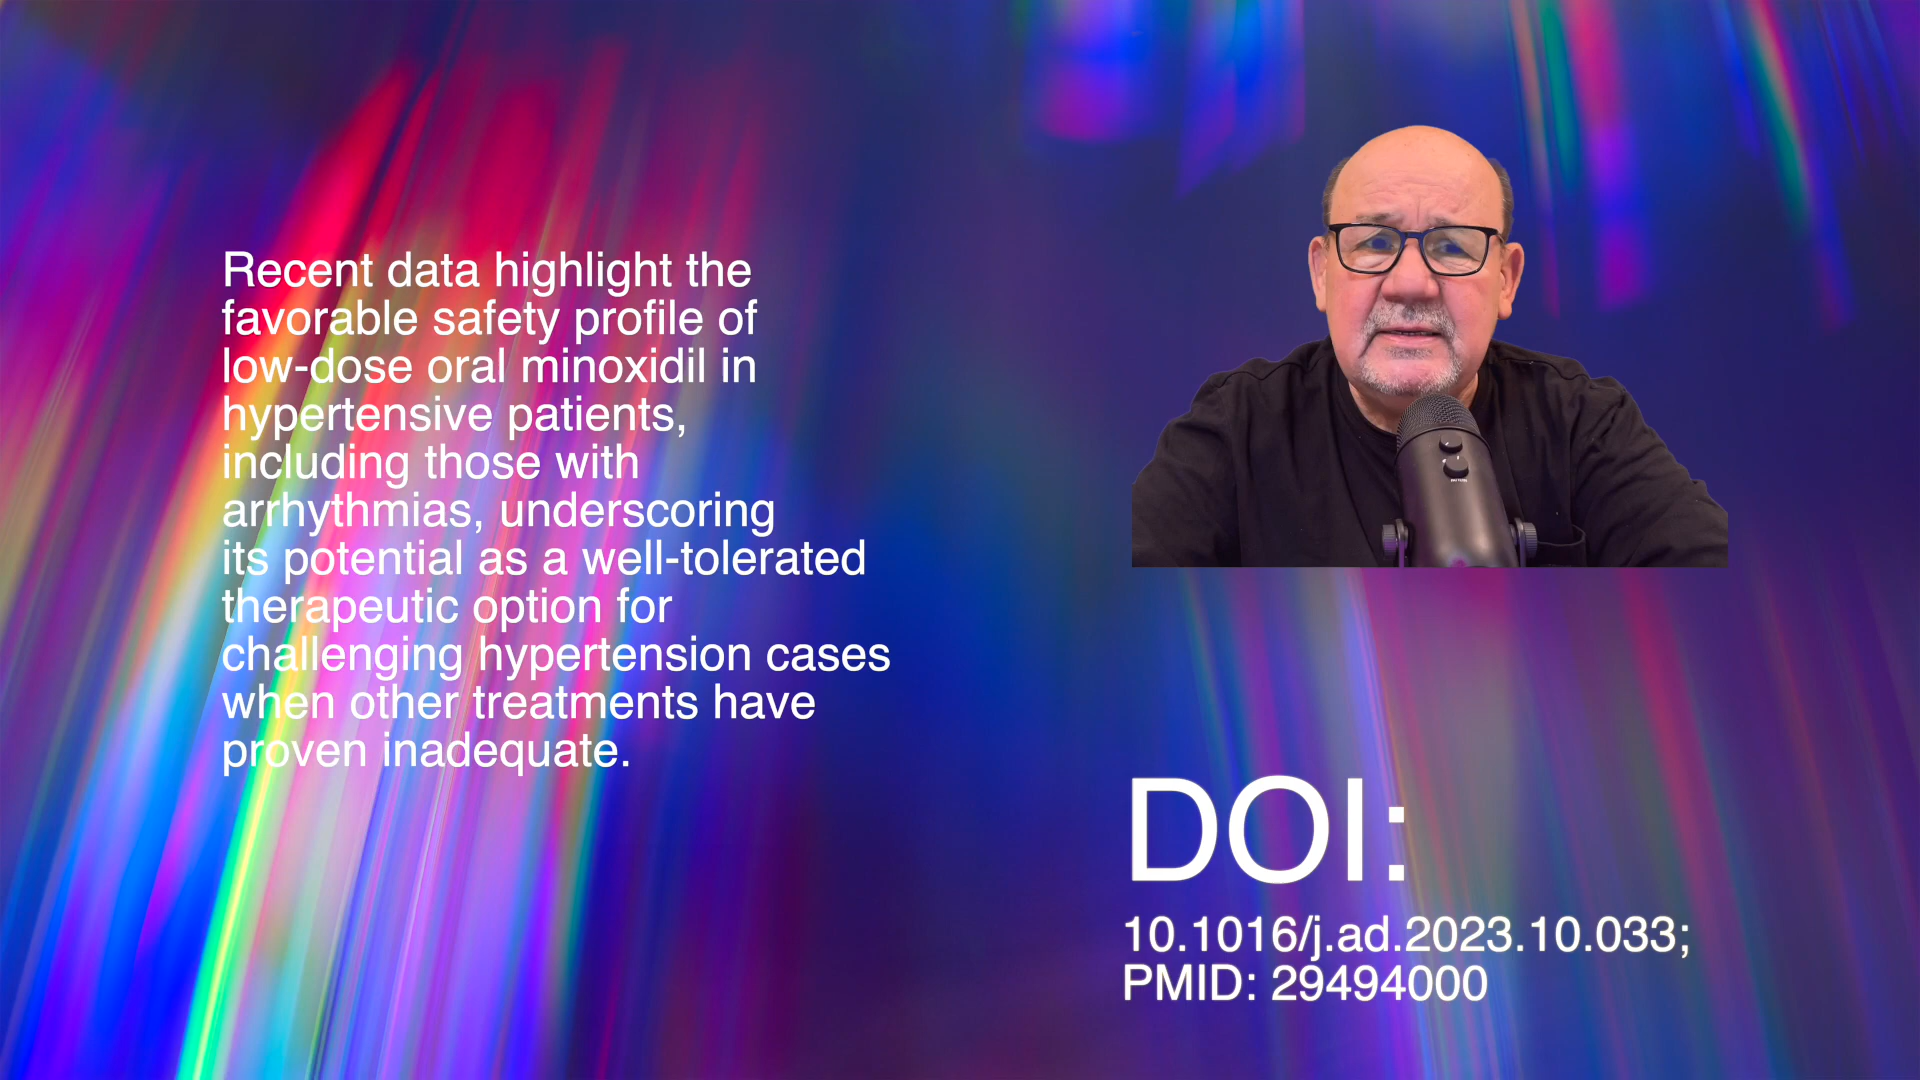 Recent data highlight the
favorable safety profile of
low-dose oral minoxidil in
hypertensive patients,
including those with
arrhythmias, underscoring
its potential as a well-tolerated
therapeutic option for
challenging hypertension cases
when other treatments have
proven inadequate.
DOI:
10.1016/j.ad.2023.10.033;
PMID: 29494000